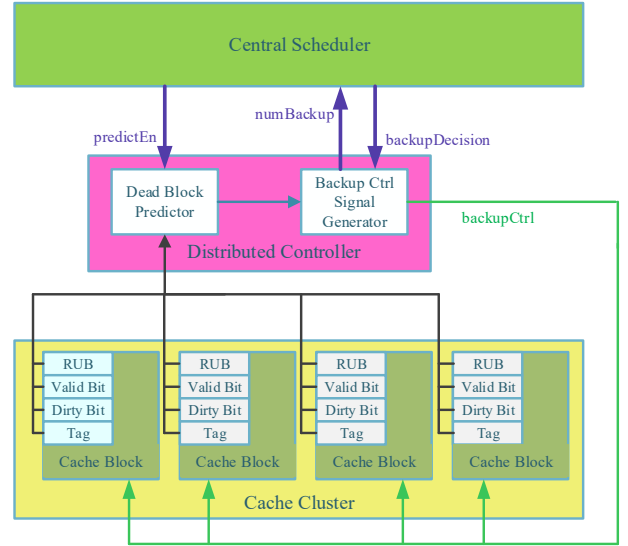 Central Scheduler
numBackup
predictEn
backupDecision
Dead Block
Predictor
Backup Ctrl
Signal
Generator
backupCtrl
Distributed Controller
RUB
RUB
RUB
RUB
Valid Bit
Valid Bit
Valid Bit
Valid Bit
Dirty Bit
Dirty Bit
Dirty Bit
Dirty Bit
Tag
Tag
Tag
Tag
Cache Block
Cache Block
Cache Block
Cache Block
Cache Cluster